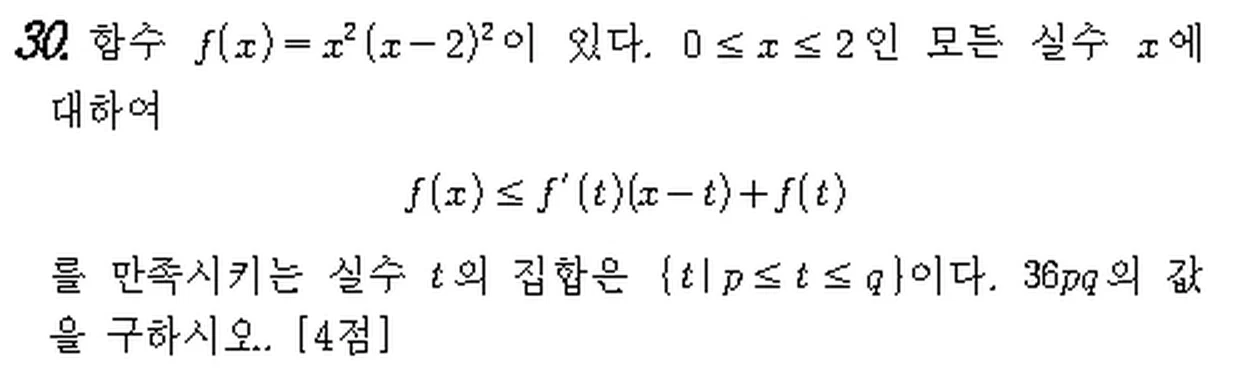 30. 함수 f(x)=x²(x-2)²이 있다. 0≤x≤2인 모든 실수 x에
대하여
f(x)≤f′(t)(x-t)+f(t)
를 만족시키는 실수 t의 집합은 {t|p≤t≤q}이다. 36pq의 값
을 구하시오.. [4점]